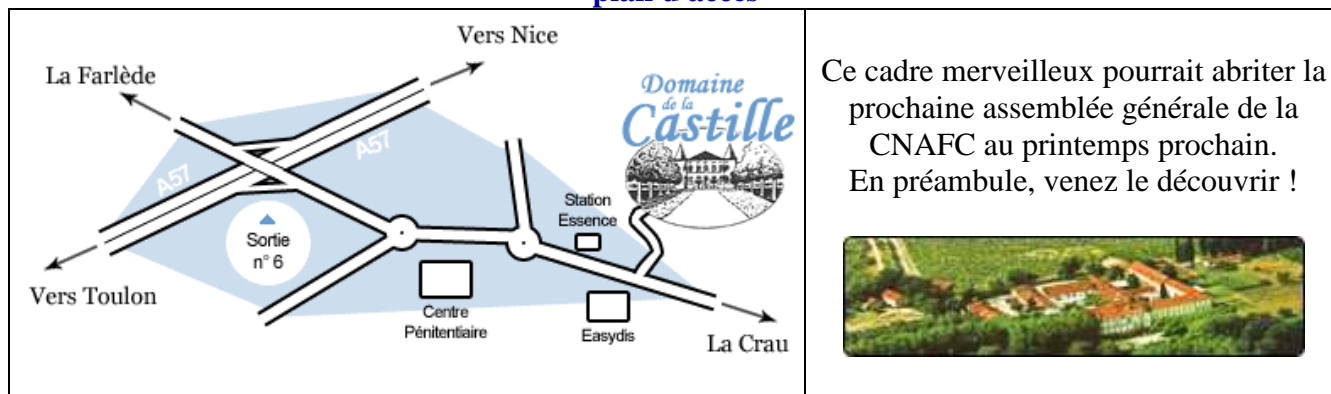 plan d'accès
Vers Nice
La Farlède
Domaine
de la
Castille
A57
A57
Station
Essence
Sortie
n° 6
Vers Toulon
Centre
Pénitentiaire
Easydis
La Crau
Ce cadre merveilleux pourrait abriter la
prochaine assemblée générale de la
CNAFC au printemps prochain.
En préambule, venez le découvrir !